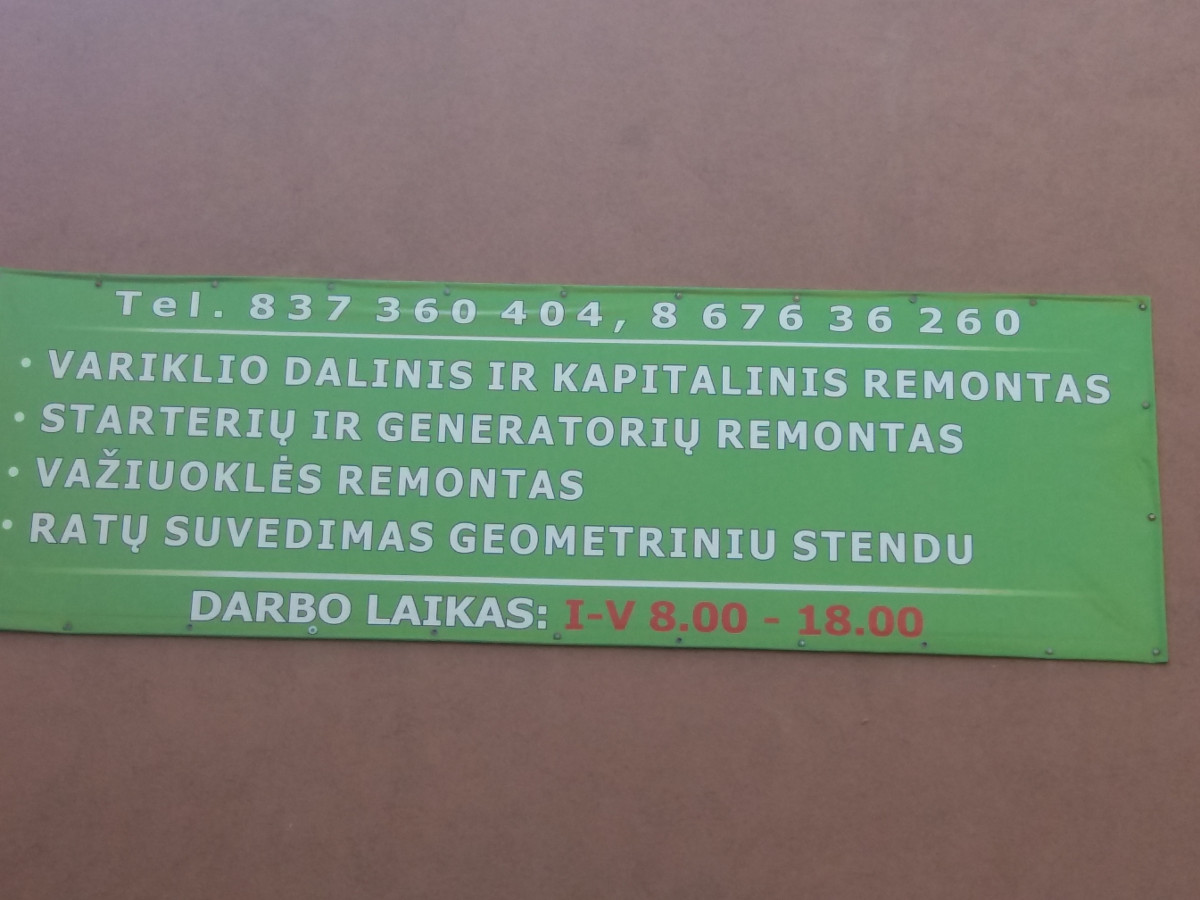 Tel. 837 360 404, 8 676 36 260
• VARIKLIO DALINIS IR KAPITALINIS REMONTAS
• STARTERIŲ IR GENERATORIŲ REMONTAS
• VAŽIUOKLĖS REMONTAS
• RATŲ SUVEDIMAS GEOMETRINIU STENDU
DARBO LAIKAS: I-V 8.00 - 18.00